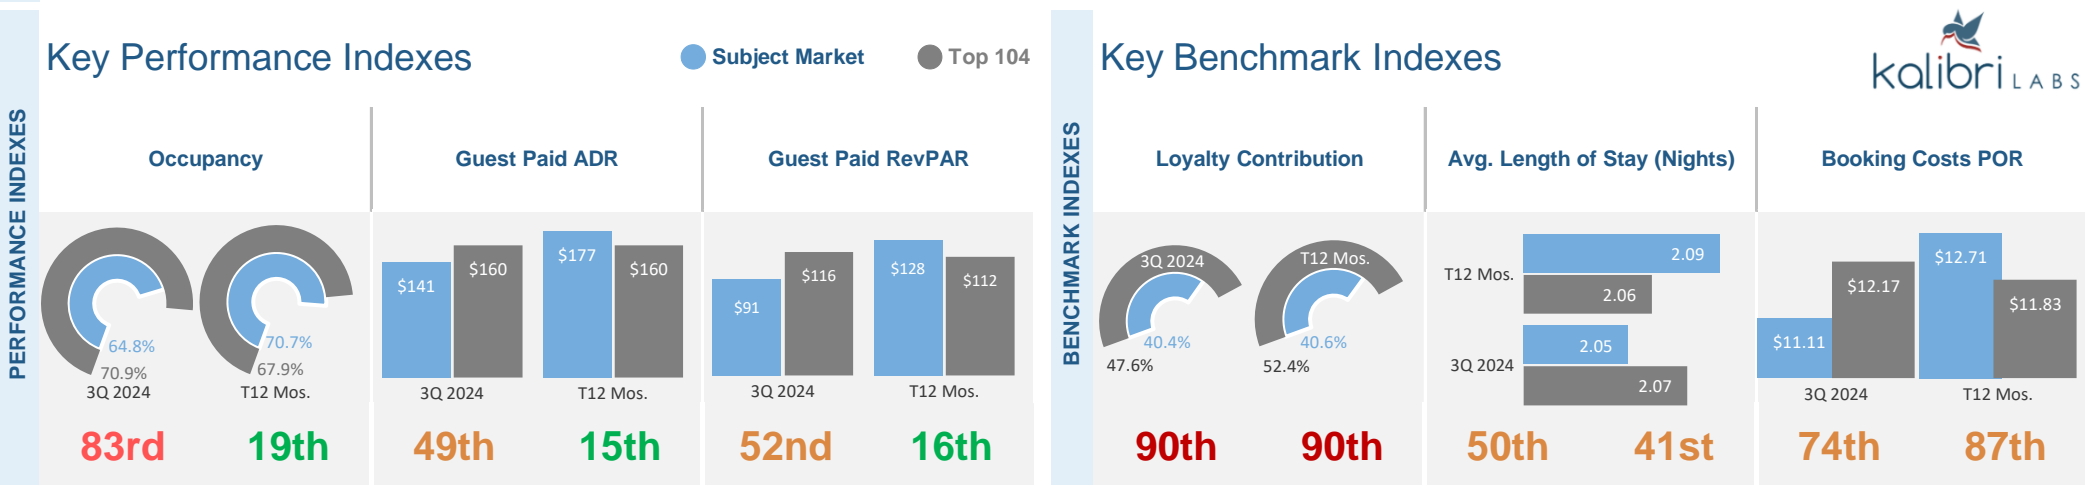 Key Performance Indexes
Subject Market
Top 104
PERFORMANCE INDEXES
Occupancy
Guest Paid ADR
Guest Paid RevPAR
64.8%
70.9%
3Q 2024
70.7%
67.9%
T12 Mos.
$141
$160
3Q 2024
$177
$160
T12 Mos.
$91
$116
3Q 2024
$128
$112
T12 Mos.
83rd
19th
49th
15th
52nd
16th
Key Benchmark Indexes
kalibri LABS
BENCHMARK INDEXES
Loyalty Contribution
Avg. Length of Stay (Nights)
Booking Costs POR
3Q 2024
40.4%
47.6%
T12 Mos.
40.6%
52.4%
T12 Mos.
2.09
2.06
3Q 2024
2.05
2.07
$11.11
$12.17
3Q 2024
$12.71
$11.83
T12 Mos.
90th
90th
50th
41st
74th
87th